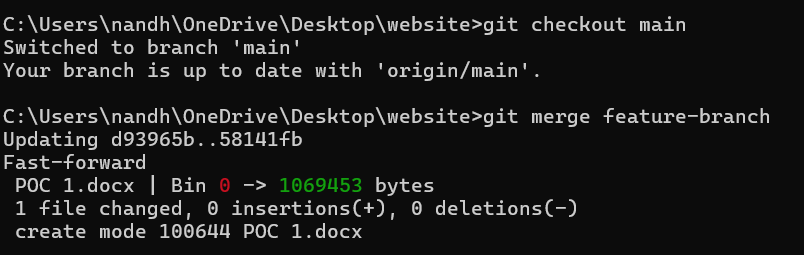 C:\Users\nandh\OneDrive\Desktop\website>git checkout main
Switched to branch 'main'
Your branch is up to date with 'origin/main'.
C:\Users\nandh\OneDrive\Desktop\website>git merge feature-branch
Updating d93965b..58141fb
Fast-forward
 POC 1.docx | Bin 0 -> 1069453 bytes
 1 file changed, 0 insertions(+), 0 deletions(-)
 create mode 100644 POC 1.docx